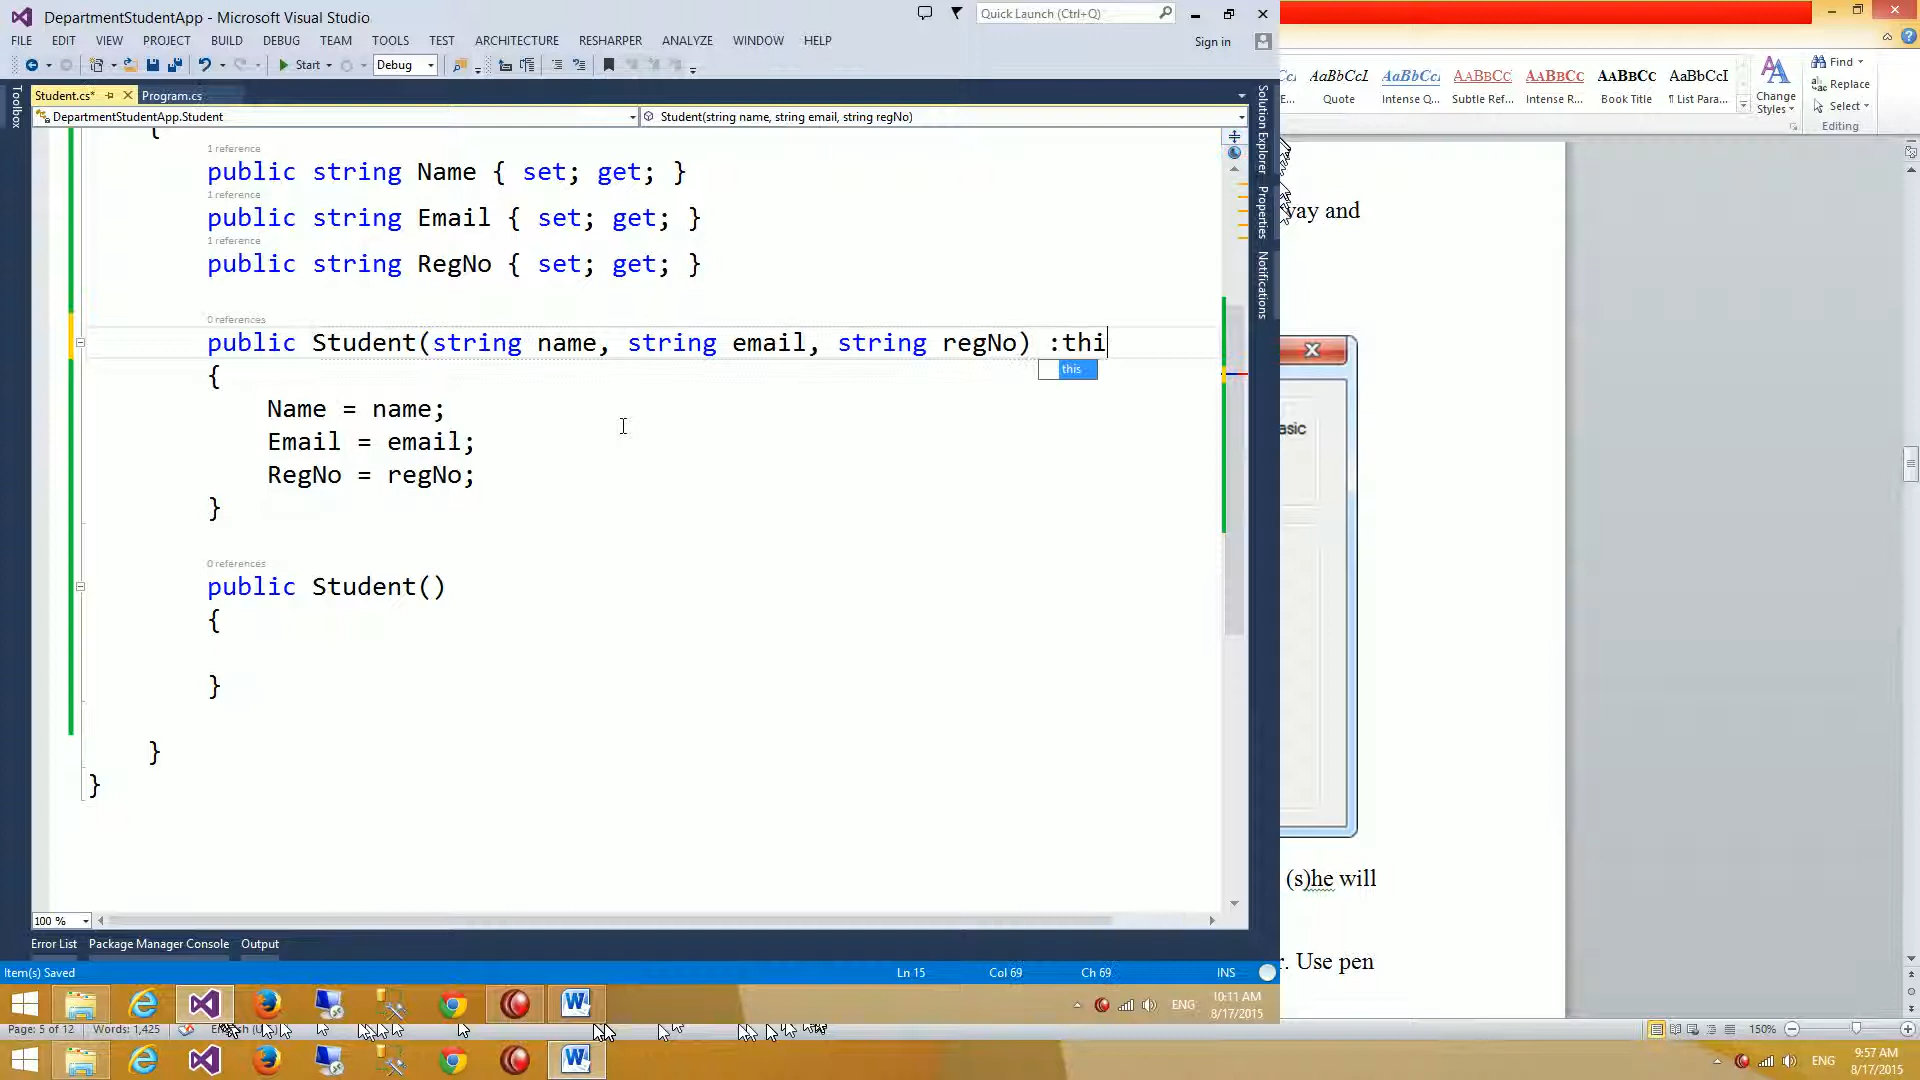 DepartmentStudentApp - Microsoft Visual Studio
Quick Launch (Ctrl+Q)
FILE EDIT VIEW PROJECT BUILD DEBUG TEAM TOOLS TEST ARCHITECTURE RESHARPER ANALYZE WINDOW HELP
Sign in
Start Debug
Student.cs* Program.cs
DepartmentStudentApp.Student
Student(string name, string email, string regNo)
Toolbox
Solution Explorer
Properties
Notifications
{
1 reference
public string Name { set; get; }
1 reference
public string Email { set; get; }
1 reference
public string RegNo { set; get; }
0 references
public Student(string name, string email, string regNo) :thi
this
{
Name = name;
Email = email;
RegNo = regNo;
}
0 references
public Student()
{
}
}
}
100 %
Error List Package Manager Console Output
Item(s) Saved
Ln 15 Col 69 Ch 69 INS
ENG 10:11 AM
8/17/2015
AaBbCcI AaBbCcI AABBCC AABBCC AABBCC AaBbCcI
E... Quote Intense Q... Subtle Ref... Intense R... Book Title ¶ List Para...
Change Styles
Find
Replace
Select
Editing
and
(s)he will
Use pen
Page: 5 of 12 Words: 1,425
150%
ENG 9:57 AM
8/17/2015